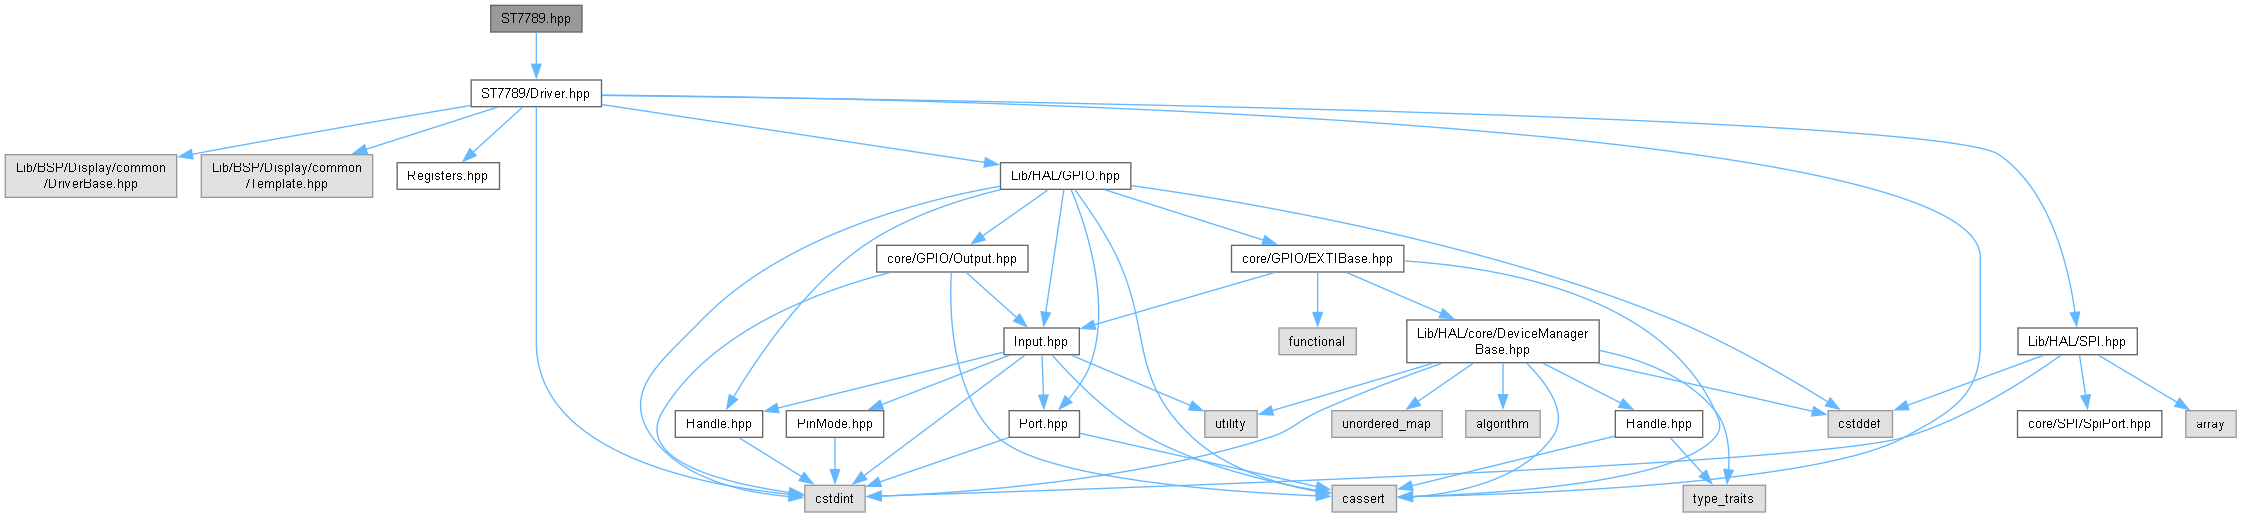 ST7789.hpp
ST7789/Driver.hpp
Lib/BSP/Display/common
/DriverBase.hpp
Lib/BSP/Display/common
/Template.hpp
Registers.hpp
Lib/HAL/GPIO.hpp
core/GPIO/Output.hpp
core/GPIO/EXTIBase.hpp
Input.hpp
functional
Lib/HAL/core/DeviceManager
Base.hpp
Lib/HAL/SPI.hpp
Handle.hpp
PinMode.hpp
Port.hpp
utility
unordered_map
algorithm
Handle.hpp
cstddef
core/SPI/SpiPort.hpp
array
cstdint
cassert
type_traits